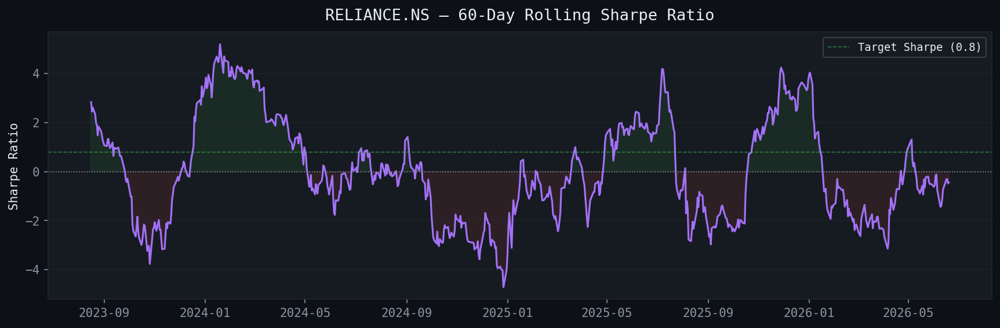 RELIANCE.NS — 60-Day Rolling Sharpe Ratio
Target Sharpe (0.8)
Sharpe Ratio
4
2
0
−2
−4
2023-09 2024-01 2024-05 2024-09 2025-01 2025-05 2025-09 2026-01 2026-05